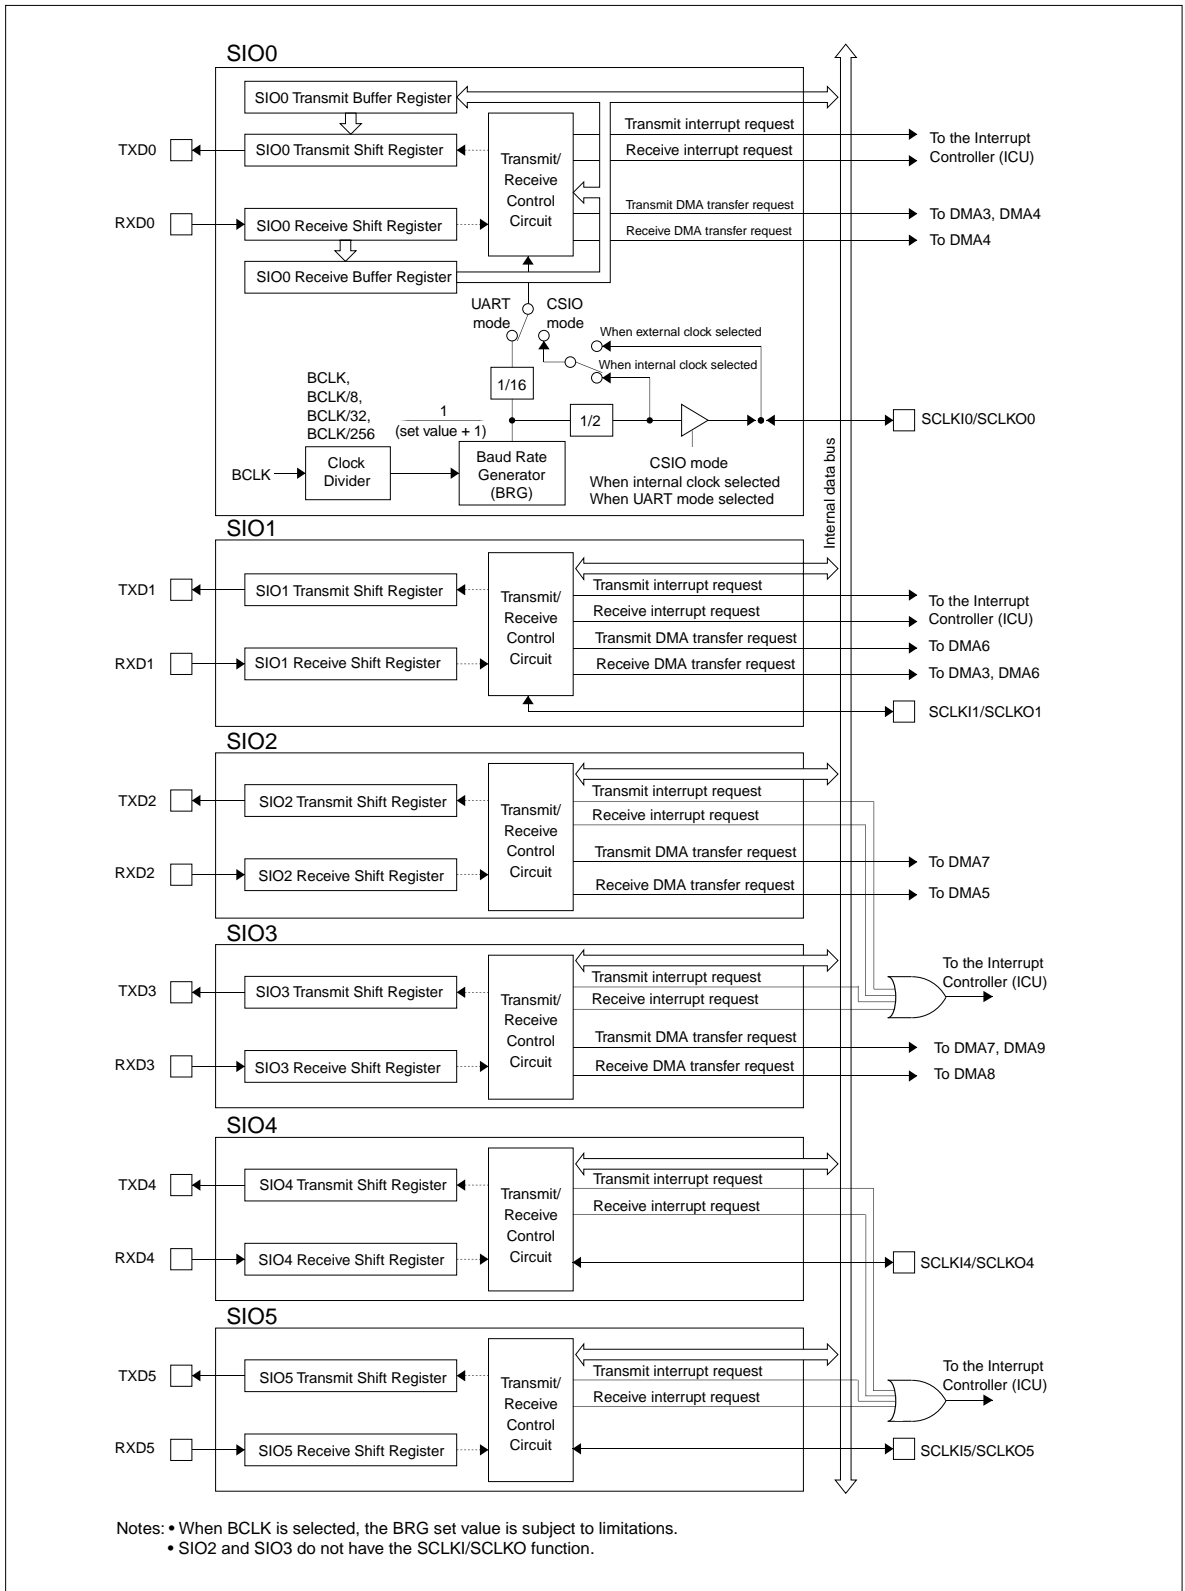 SIO0
SIO0 Transmit Buffer Register
TXD0
SIO0 Transmit Shift Register
RXD0
SIO0 Receive Shift Register
SIO0 Receive Buffer Register
Transmit/
Receive
Control
Circuit
Transmit interrupt request
Receive interrupt request
To the Interrupt
Controller (ICU)
Transmit DMA transfer request
To DMA3, DMA4
Receive DMA transfer request
To DMA4
UART
mode
CSIO
mode
When external clock selected
When internal clock selected
BCLK,
BCLK/8,
BCLK/32,
BCLK/256
1
(set value + 1)
1/16
1/2
SCLKI0/SCLKO0
BCLK
Clock
Divider
Baud Rate
Generator
(BRG)
CSIO mode
When internal clock selected
When UART mode selected
Internal data bus
SIO1
TXD1
SIO1 Transmit Shift Register
RXD1
SIO1 Receive Shift Register
Transmit/
Receive
Control
Circuit
Transmit interrupt request
Receive interrupt request
To the Interrupt
Controller (ICU)
Transmit DMA transfer request
To DMA6
Receive DMA transfer request
To DMA3, DMA6
SCLKI1/SCLKO1
SIO2
TXD2
SIO2 Transmit Shift Register
RXD2
SIO2 Receive Shift Register
Transmit/
Receive
Control
Circuit
Transmit interrupt request
Receive interrupt request
Transmit DMA transfer request
To DMA7
Receive DMA transfer request
To DMA5
SIO3
TXD3
SIO3 Transmit Shift Register
RXD3
SIO3 Receive Shift Register
Transmit/
Receive
Control
Circuit
Transmit interrupt request
Receive interrupt request
To the Interrupt
Controller (ICU)
Transmit DMA transfer request
To DMA7, DMA9
Receive DMA transfer request
To DMA8
SIO4
TXD4
SIO4 Transmit Shift Register
RXD4
SIO4 Receive Shift Register
Transmit/
Receive
Control
Circuit
Transmit interrupt request
Receive interrupt request
SCLKI4/SCLKO4
SIO5
TXD5
SIO5 Transmit Shift Register
RXD5
SIO5 Receive Shift Register
Transmit/
Receive
Control
Circuit
Transmit interrupt request
Receive interrupt request
To the Interrupt
Controller (ICU)
SCLKI5/SCLKO5
Notes: • When BCLK is selected, the BRG set value is subject to limitations.
• SIO2 and SIO3 do not have the SCLKI/SCLKO function.